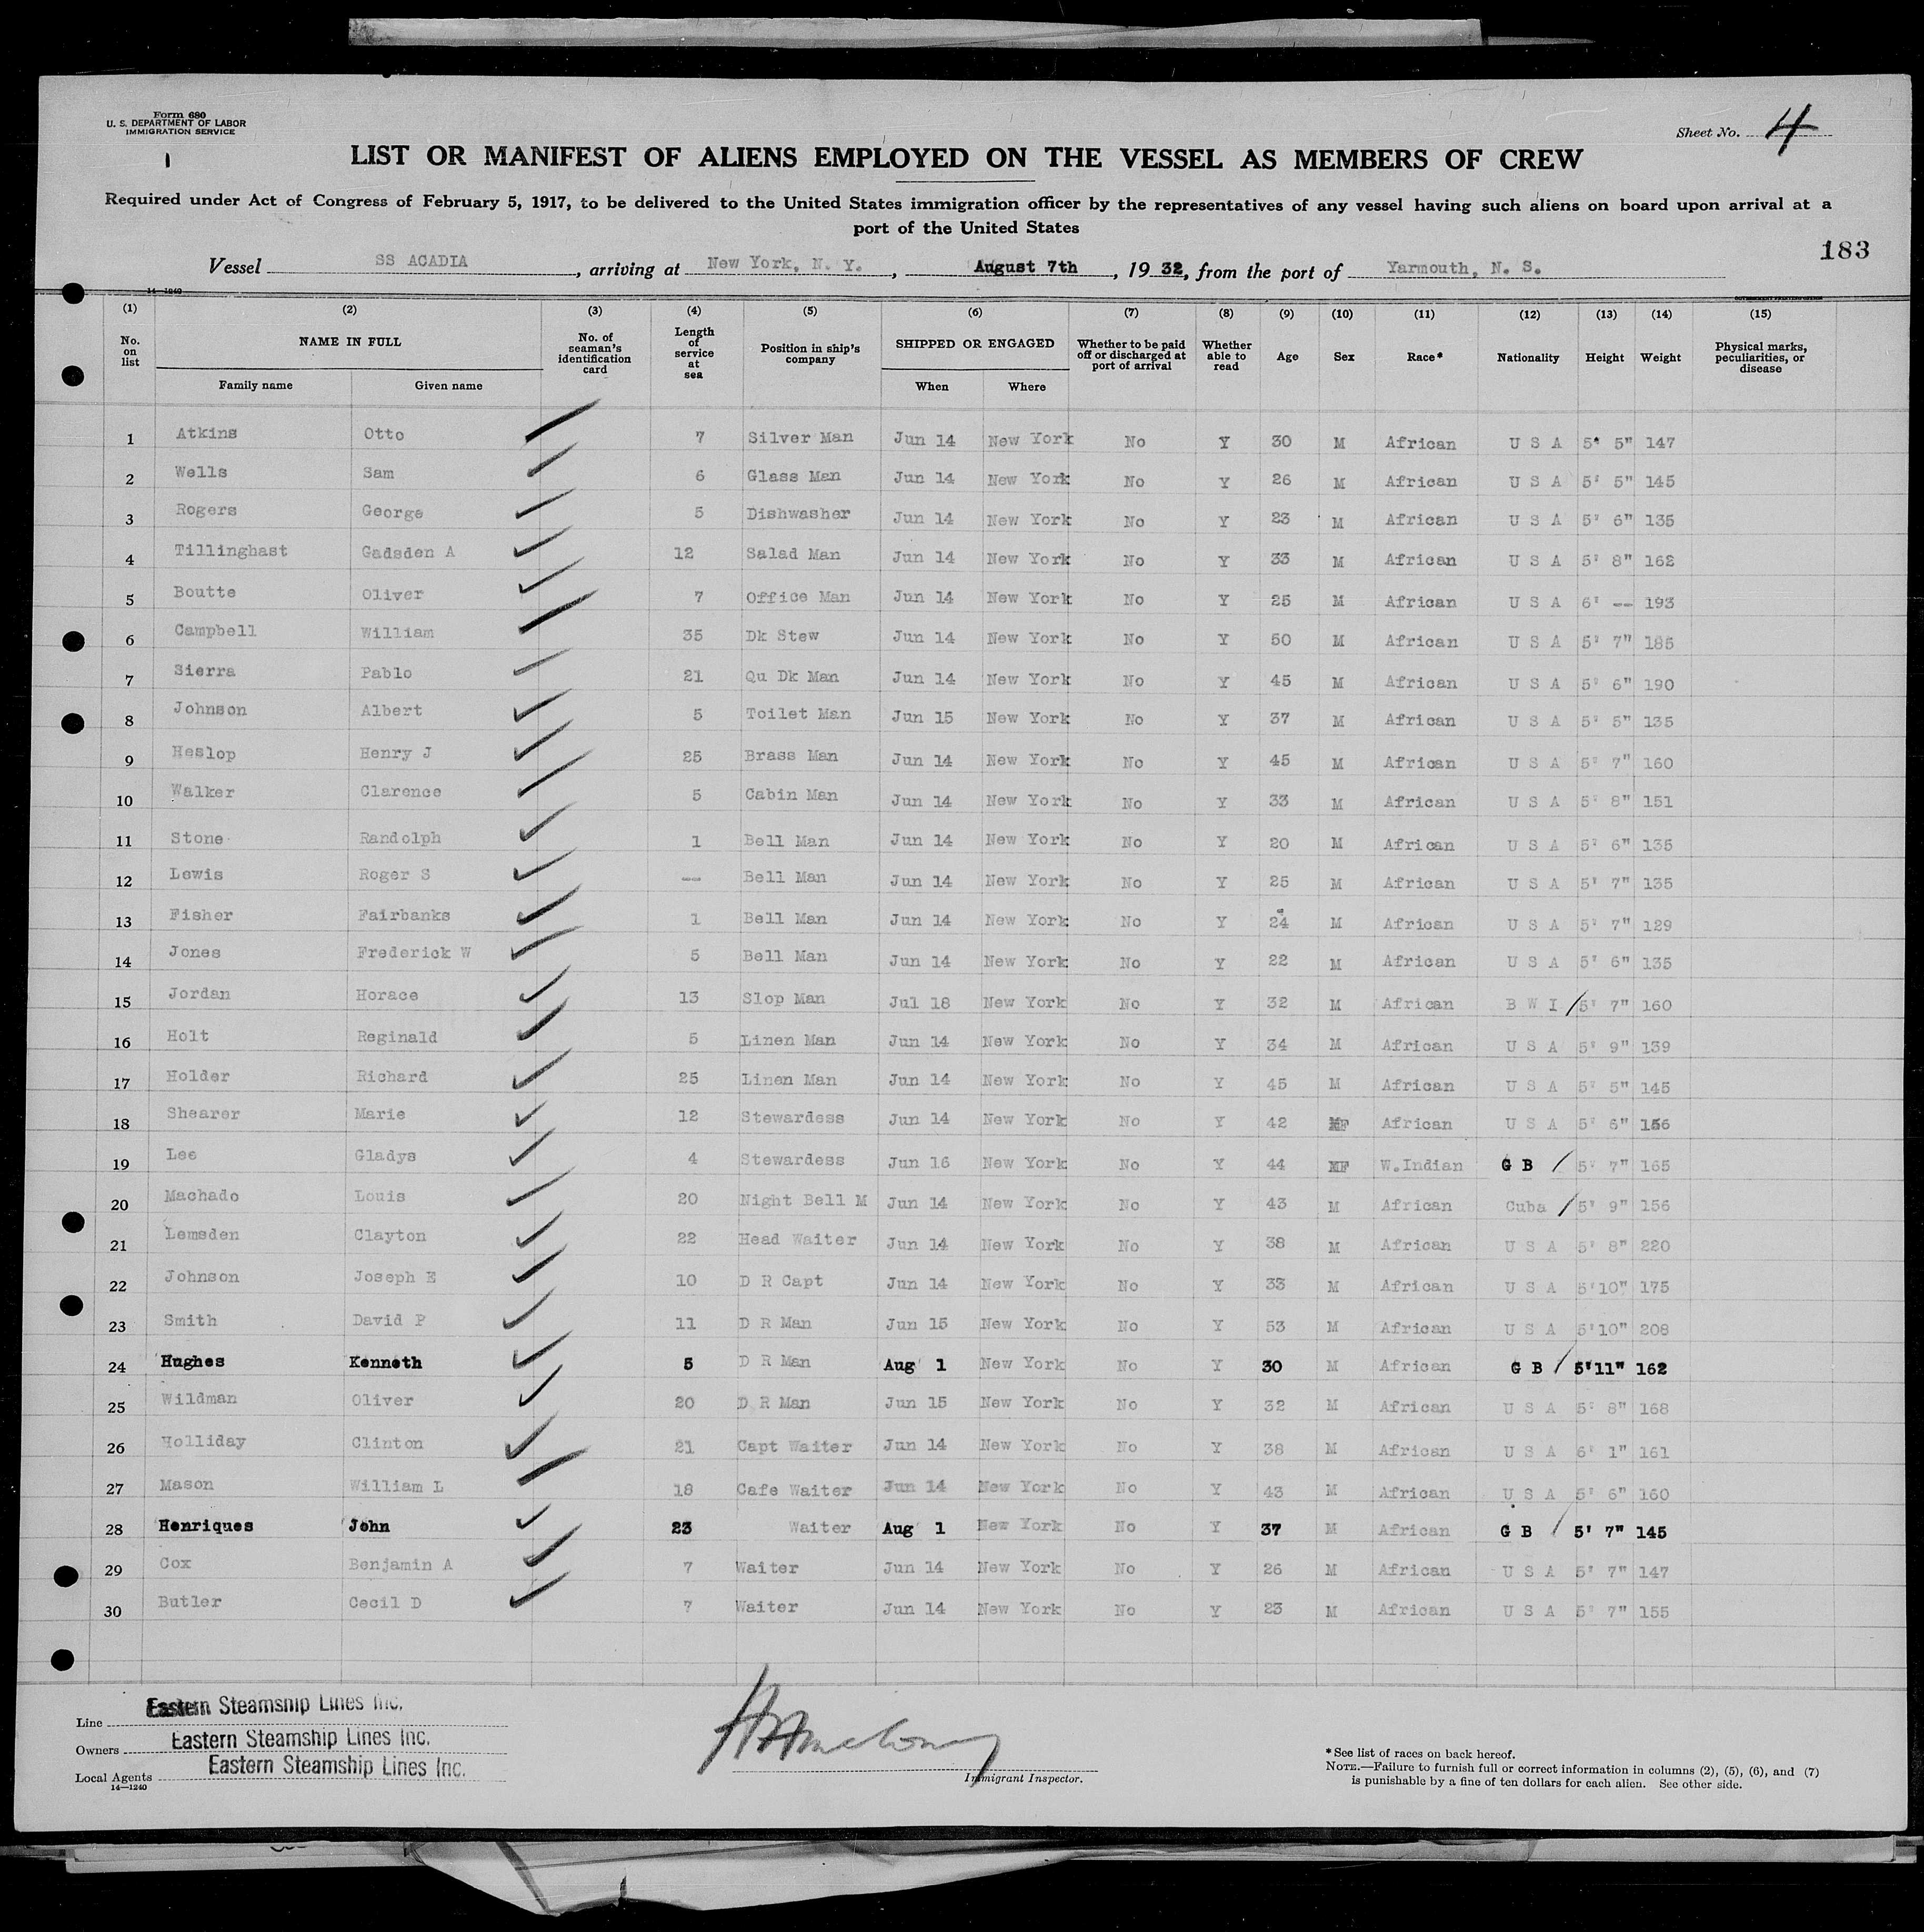 Form 680
U. S. DEPARTMENT OF LABOR
IMMIGRATION SERVICE
1
Sheet No. 4
LIST OR MANIFEST OF ALIENS EMPLOYED ON THE VESSEL AS MEMBERS OF CREW
Required under Act of Congress of February 5, 1917, to be delivered to the United States immigration officer by the representatives of any vessel having such aliens on board upon arrival at a
port of the United States
183
Vessel SS ACADIA, arriving at New York, N. Y., August 7th, 1932, from the port of Yarmouth, N. S.
14—1240
(1) (2) (3) (4) (5) (6) (7) (8) (9) (10) (11) (12) (13) (14) (15)
No. on list NAME IN FULL No. of seaman's identification card Length of service at sea Position in ship's company SHIPPED OR ENGAGED Whether to be paid off or discharged at port of arrival Whether able to read Age Sex Race* Nationality Height Weight Physical marks, peculiarities, or disease
Family name Given name When Where
1 Atkins Otto 7 Silver Man Jun 14 New York No Y 30 M African U S A 5' 5" 147
2 Wells Sam 6 Glass Man Jun 14 New York No Y 26 M African U S A 5' 5" 145
3 Rogers George 5 Dishwasher Jun 14 New York No Y 23 M African U S A 5' 6" 135
4 Tillinghast Gadsden A 12 Salad Man Jun 14 New York No Y 33 M African U S A 5' 8" 162
5 Boutte Oliver 7 Office Man Jun 14 New York No Y 25 M African U S A 6' -- 193
6 Campbell William 35 Dk Stew Jun 14 New York No Y 50 M African U S A 5' 7" 185
7 Sierra Pablo 21 Qu Dk Man Jun 14 New York No Y 45 M African U S A 5' 6" 190
8 Johnson Albert 5 Toilet Man Jun 15 New York No Y 37 M African U S A 5' 5" 135
9 Heslop Henry J 25 Brass Man Jun 14 New York No Y 45 M African U S A 5' 7" 160
10 Walker Clarence 5 Cabin Man Jun 14 New York No Y 33 M African U S A 5' 8" 151
11 Stone Randolph 1 Bell Man Jun 14 New York No Y 20 M African U S A 5' 6" 135
12 Lewis Roger S -- Bell Man Jun 14 New York No Y 25 M African U S A 5' 7" 135
13 Fisher Fairbanks 1 Bell Man Jun 14 New York No Y 24 M African U S A 5' 7" 129
14 Jones Frederick W 5 Bell Man Jun 14 New York No Y 22 M African U S A 5' 6" 135
15 Jordan Horace 13 Slop Man Jul 18 New York No Y 32 M African B W I / 5' 7" 160
16 Holt Reginald 5 Linen Man Jun 14 New York No Y 34 M African U S A 5' 9" 139
17 Holder Richard 25 Linen Man Jun 14 New York No Y 45 M African U S A 5' 5" 145
18 Shearer Marie 12 Stewardess Jun 14 New York No Y 42 F African U S A 5' 6" 156
19 Lee Gladys 4 Stewardess Jun 16 New York No Y 44 F W.Indian G B / 5' 7" 165
20 Machado Louis 20 Night Bell M Jun 14 New York No Y 43 M African Cuba / 5' 9" 156
21 Lemsden Clayton 22 Head Waiter Jun 14 New York No Y 38 M African U S A 5' 8" 220
22 Johnson Joseph E 10 D R Capt Jun 14 New York No Y 33 M African U S A 5'10" 175
23 Smith David P 11 D R Man Jun 15 New York No Y 53 M African U S A 5'10" 208
24 Hughes Kenneth 5 D R Man Aug 1 New York No Y 30 M African G B / 5'11" 162
25 Wildman Oliver 20 D R Man Jun 15 New York No Y 32 M African U S A 5' 8" 168
26 Holliday Clinton 21 Capt Waiter Jun 14 New York No Y 38 M African U S A 6' 1" 161
27 Mason William L 18 Cafe Waiter Jun 14 New York No Y 43 M African U S A 5' 6" 160
28 Henriques John 23 Waiter Aug 1 New York No Y 37 M African G B / 5' 7" 145
29 Cox Benjamin A 7 Waiter Jun 14 New York No Y 26 M African U S A 5' 7" 147
30 Butler Cecil D 7 Waiter Jun 14 New York No Y 23 M African U S A 5' 7" 155
Line Eastern Steamship Lines Inc.
Owners Eastern Steamship Lines Inc.
Local Agents Eastern Steamship Lines Inc.
14—1240
Immigrant Inspector.
*See list of races on back hereof.
NOTE.—Failure to furnish full or correct information in columns (2), (5), (6), and (7)
is punishable by a fine of ten dollars for each alien. See other side.